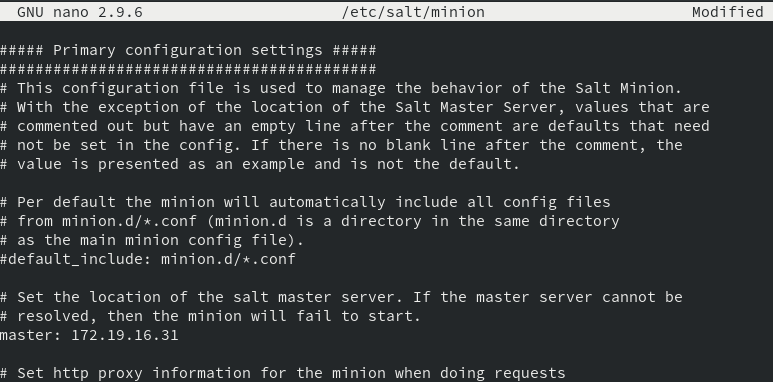 GNU nano 2.9.6 /etc/salt/minion Modified
##### Primary configuration settings #####
##########################################
# This configuration file is used to manage the behavior of the Salt Minion.
# With the exception of the location of the Salt Master Server, values that are
# commented out but have an empty line after the comment are defaults that need
# not be set in the config. If there is no blank line after the comment, the
# value is presented as an example and is not the default.
# Per default the minion will automatically include all config files
# from minion.d/*.conf (minion.d is a directory in the same directory
# as the main minion config file).
#default_include: minion.d/*.conf
# Set the location of the salt master server. If the master server cannot be
# resolved, then the minion will fail to start.
master: 172.19.16.31
# Set http proxy information for the minion when doing requests